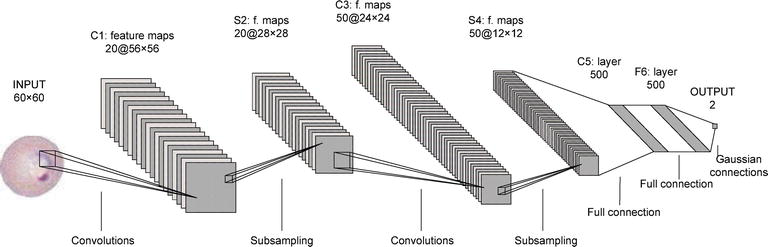 INPUT
60×60
C1: feature maps
20@56×56
S2: f. maps
20@28×28
C3: f. maps
50@24×24
S4: f. maps
50@12×12
C5: layer
500
F6: layer
500
OUTPUT
2
Convolutions
Subsampling
Convolutions
Subsampling
Full connection
Full connection
Gaussian
connections